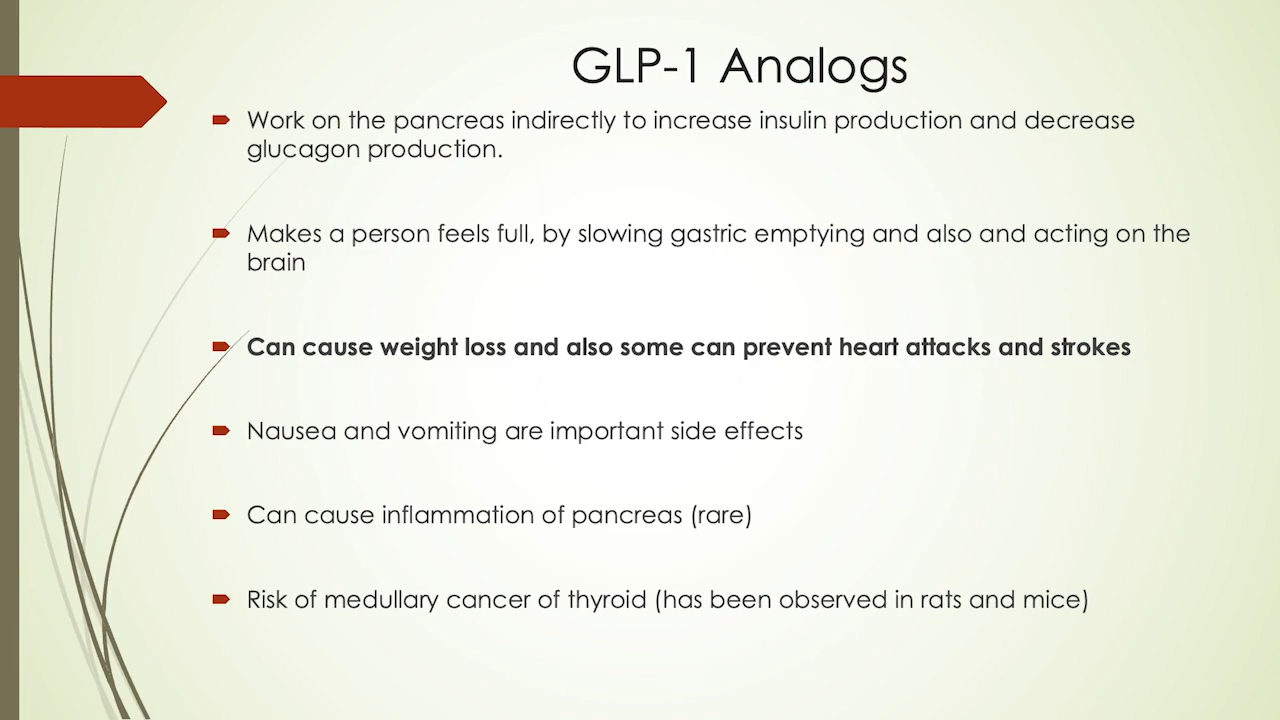 GLP-1 Analogs
Work on the pancreas indirectly to increase insulin production and decrease
glucagon production.
Makes a person feels full, by slowing gastric emptying and also and acting on the
brain
Can cause weight loss and also some can prevent heart attacks and strokes
Nausea and vomiting are important side effects
Can cause inflammation of pancreas (rare)
Risk of medullary cancer of thyroid (has been observed in rats and mice)